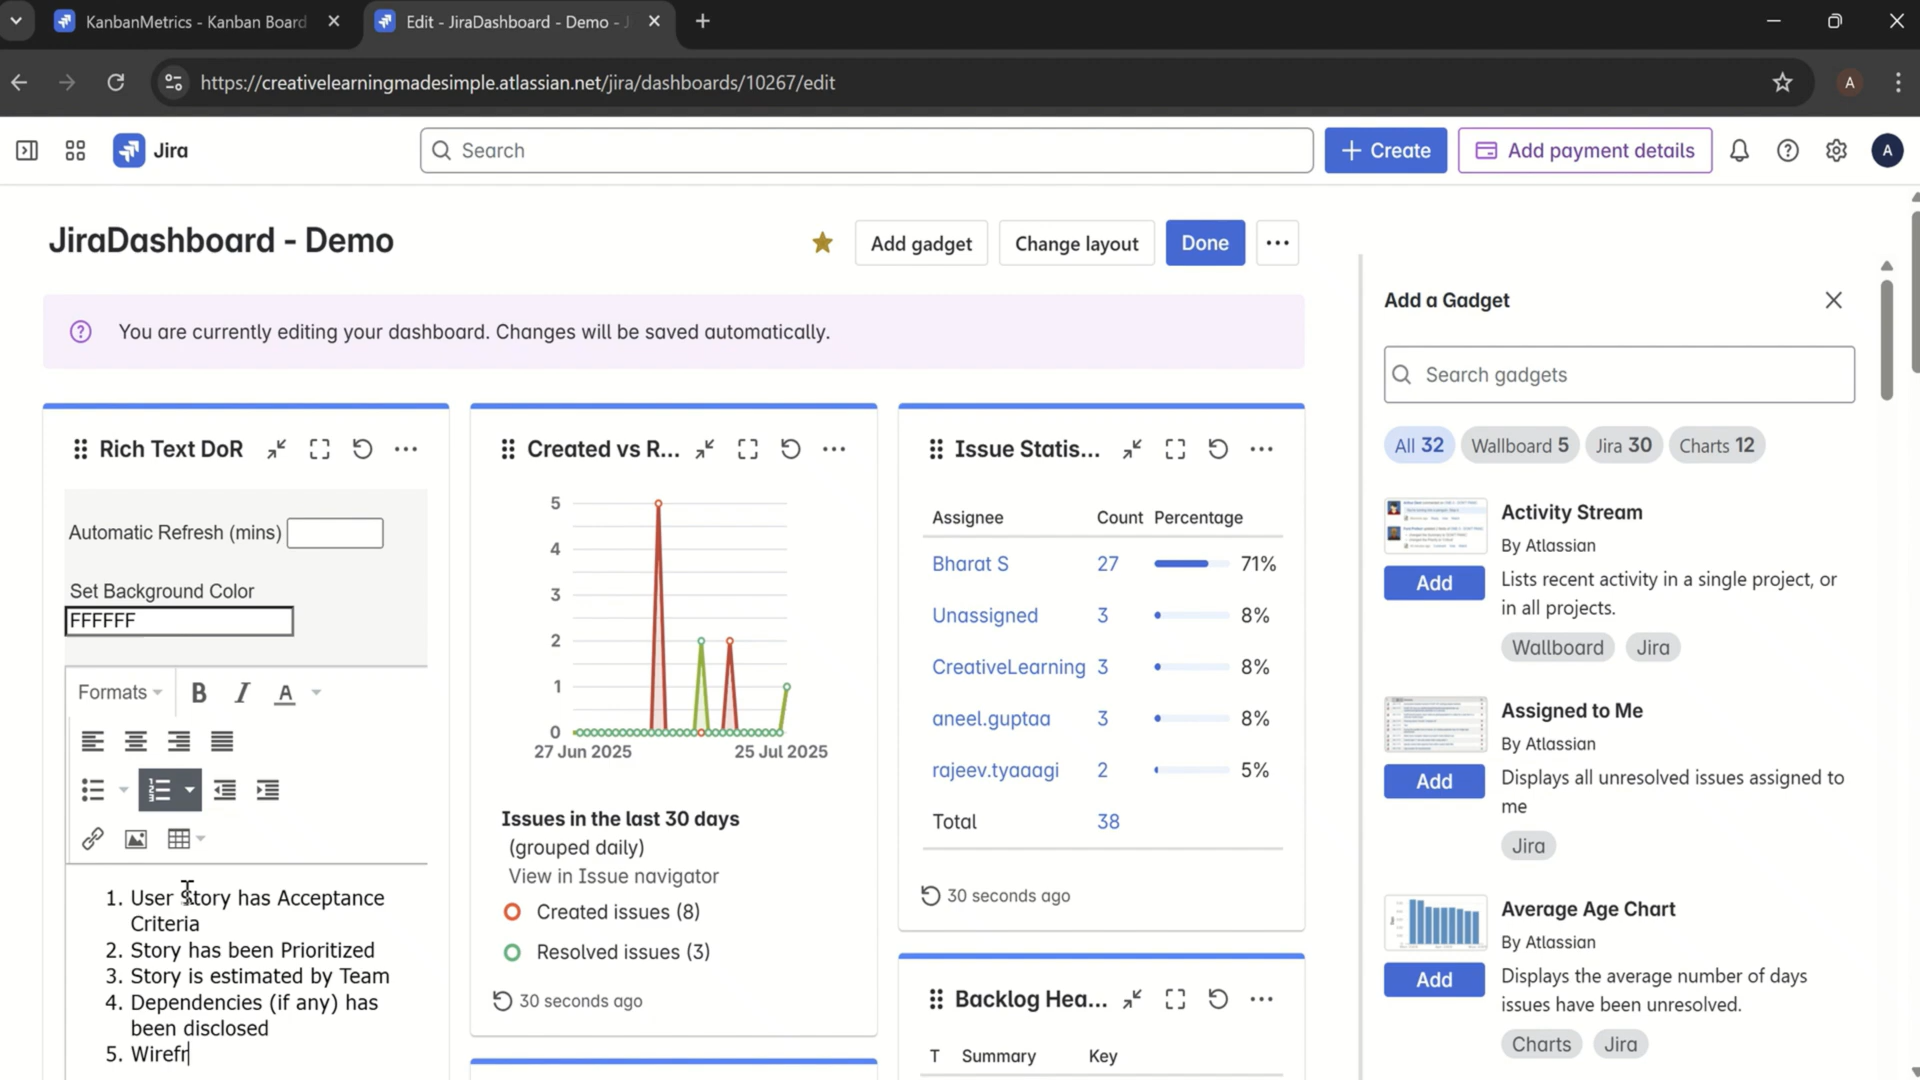 KanbanMetrics - Kanban Board
Edit - JiraDashboard - Demo -
https://creativelearningmadesimple.atlassian.net/jira/dashboards/10267/edit
A
Jira
Search
Create
Add payment details
A
JiraDashboard - Demo
Add gadget
Change layout
Done
You are currently editing your dashboard. Changes will be saved automatically.
Rich Text DoR
Automatic Refresh (mins)
Set Background Color
FFFFFF
Formats
B I A
1. User Story has Acceptance
Criteria
2. Story has been Prioritized
3. Story is estimated by Team
4. Dependencies (if any) has
been disclosed
5. Wirefr
Created vs R...
5
4
3
2
1
0
27 Jun 2025 25 Jul 2025
Issues in the last 30 days
(grouped daily)
View in Issue navigator
Created issues (8)
Resolved issues (3)
30 seconds ago
Issue Statis...
Assignee Count Percentage
Bharat S 27 71%
Unassigned 3 8%
CreativeLearning 3 8%
aneel.guptaa 3 8%
rajeev.tyaaagi 2 5%
Total 38
30 seconds ago
Backlog Hea...
T Summary Key
Add a Gadget
Search gadgets
All 32 Wallboard 5 Jira 30 Charts 12
Activity Stream
By Atlassian
Add
Lists recent activity in a single project, or
in all projects.
Wallboard Jira
Assigned to Me
By Atlassian
Add
Displays all unresolved issues assigned to
me
Jira
Average Age Chart
By Atlassian
Add
Displays the average number of days
issues have been unresolved.
Charts Jira